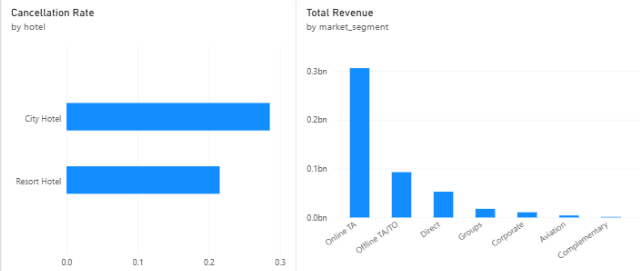 Cancellation Rate
by hotel
City Hotel
Resort Hotel
0.0 0.1 0.2 0.3
Total Revenue
by market_segment
0.3bn
0.2bn
0.1bn
0.0bn
Online TA
Offline TA/TO
Direct
Groups
Corporate
Aviation
Complementary